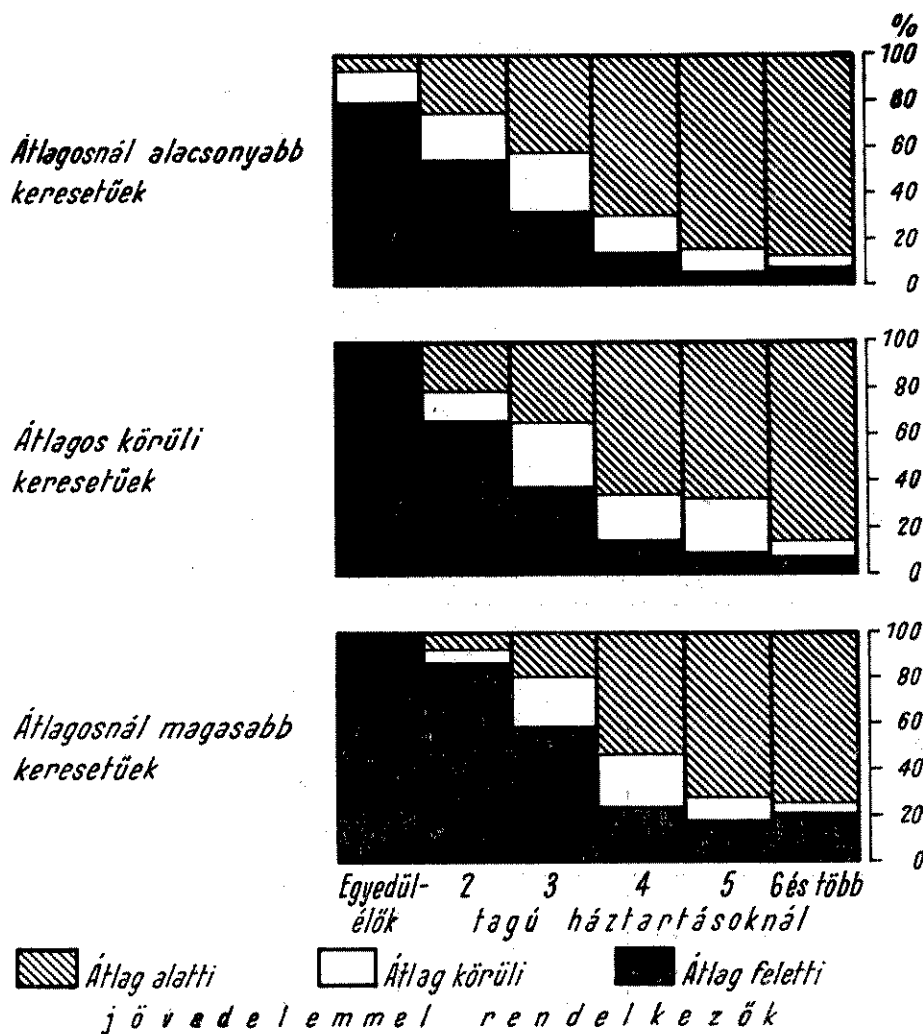 %
100
80
60
40
20
0
Átlagosnál alacsonyabb
keresetűek
100
80
60
40
20
0
Átlagos körüli
keresetűek
100
80
60
40
20
0
Átlagosnál magasabb
keresetűek
Egyedül- 2 3 4 5 6 és több
élők tagú háztartásoknál
Átlag alatti Átlag körüli Átlag feletti
jövedelemmel rendelkezők